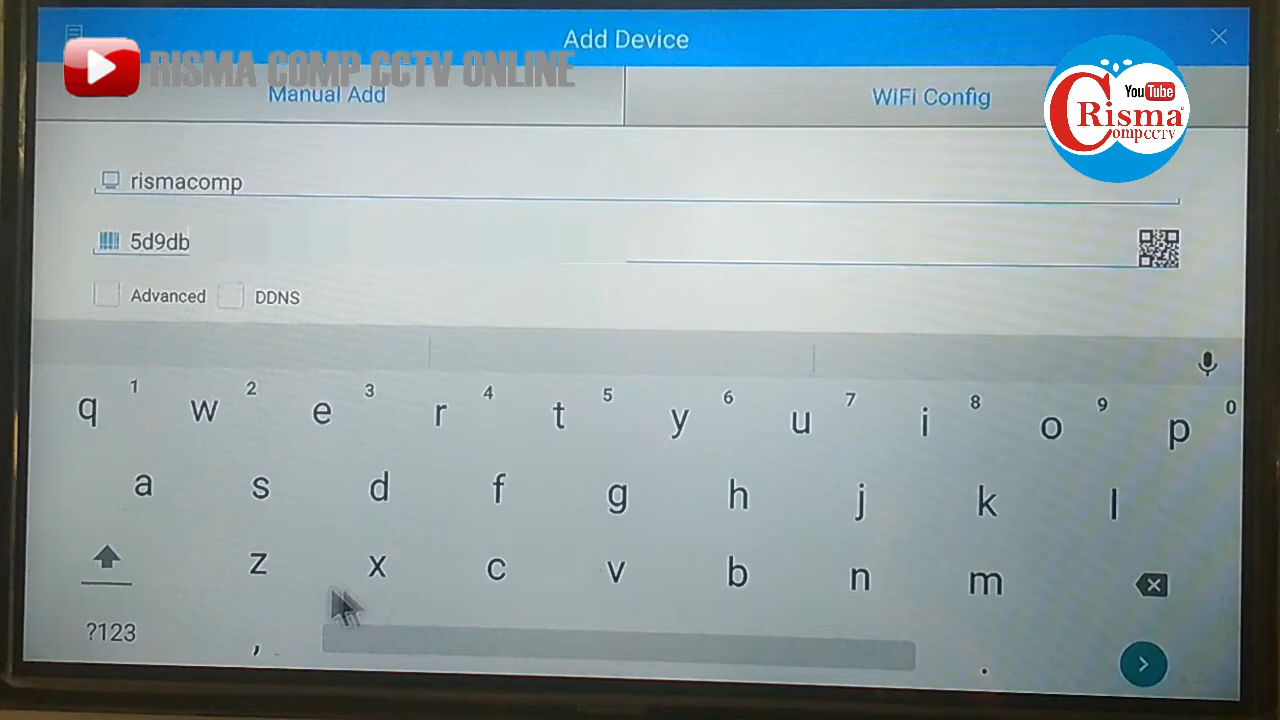 Add Device
RISMA COMP CCTV ONLINE
Manual Add
WiFi Config
YouTube
CRisma
Compcctv
rismacomp
5d9db
Advanced DDNS
1 2 3 4 5 6 7 8 9 0
q w e r t y u i o p
a s d f g h j k l
z x c v b n m
?123 , .